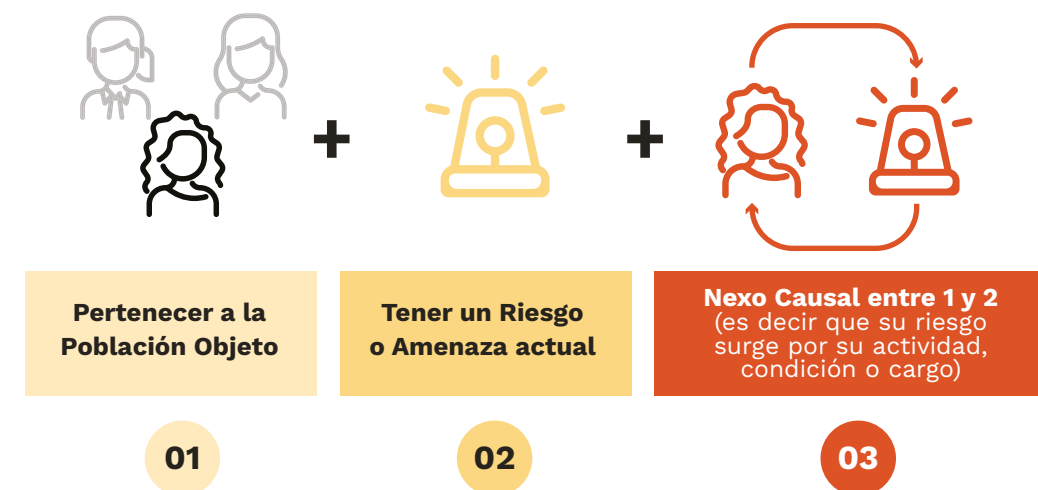 +
+
Pertenecer a la
Población Objeto
Tener un Riesgo
o Amenaza actual
Nexo Causal entre 1 y 2
(es decir que su riesgo
surge por su actividad,
condición o cargo)
01
02
03